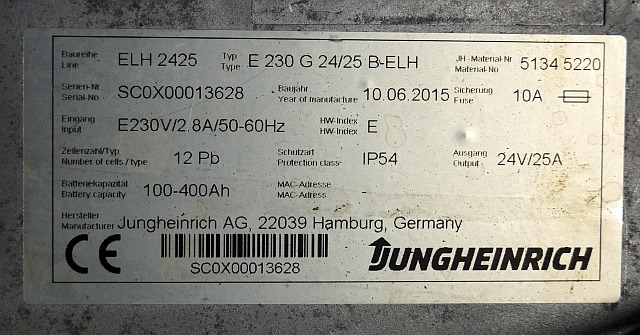 Baureihe Line ELH 2425 Typ Type E 230 G 24/25 B-ELH JH-Material-Nr Material-No 5134 5220
Serien-Nr Serial-No. SC0X00013628 Baujahr Year of manufacture 10.06.2015 Sicherung Fuse 10A
Eingang Input E230V/2.8A/50-60Hz HW-Index HW-Index E
Zellenzahl/Typ Number of cells / type 12 Pb Schutzart Protection class IP54 Ausgang Output 24V/25A
Batteriekapazität Battery capacity 100-400Ah MAC-Adresse MAC-Adresse
Hersteller Manufacturer Jungheinrich AG, 22039 Hamburg, Germany
CE SC0X00013628 JUNGHEINRICH